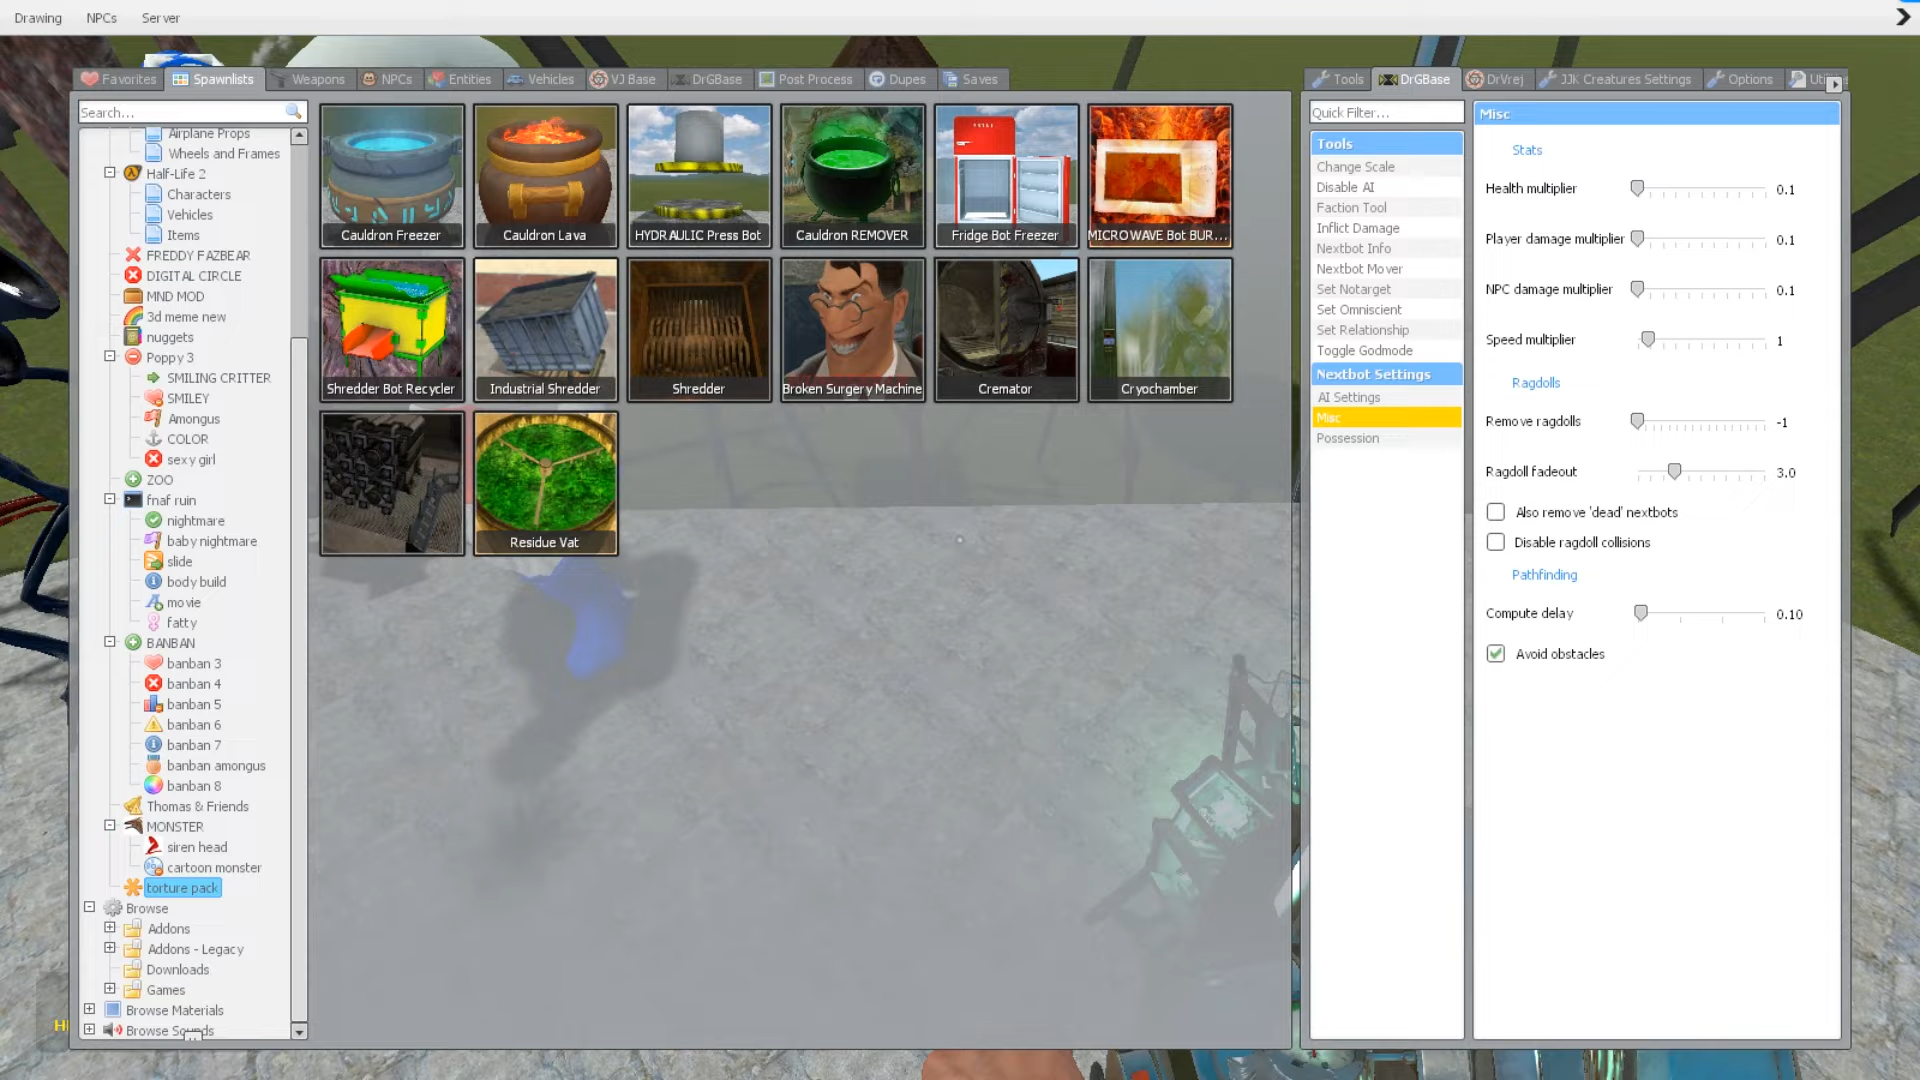 Drawing NPCs Server
Favorites Spawnlists Weapons NPCs Entities Vehicles VJ Base DrGBase Post Process Dupes Saves
Search...
Airplane Props
Wheels and Frames
Half-Life 2
Characters
Vehicles
Items
FREDDY FAZBEAR
DIGITAL CIRCLE
MND MOD
3d meme new
nuggets
Poppy 3
SMILING CRITTER
SMILEY
Amongus
COLOR
sexy girl
ZOO
fnaf ruin
nightmare
baby nightmare
slide
body build
movie
fatty
BANBAN
banban 3
banban 4
banban 5
banban 6
banban 7
banban amongus
banban 8
Thomas & Friends
MONSTER
siren head
cartoon monster
torture pack
Browse
Addons
Addons - Legacy
Downloads
Games
Browse Materials
Browse Sounds
Cauldron Freezer Cauldron Lava HYDRAULIC Press Bot Cauldron REMOVER Fridge Bot Freezer MICROWAVE Bot BUR...
Shredder Bot Recycler Industrial Shredder Shredder Broken Surgery Machine Cremator Cryochamber
Residue Vat
Tools DrGBase DrVrej JJK Creatures Settings Options
Quick Filter...
Tools
Change Scale
Disable AI
Faction Tool
Inflict Damage
Nextbot Info
Nextbot Mover
Set Notarget
Set Omniscient
Set Relationship
Toggle Godmode
Nextbot Settings
AI Settings
Misc
Possession
Misc
Stats
Health multiplier 0.1
Player damage multiplier 0.1
NPC damage multiplier 0.1
Speed multiplier 1
Ragdolls
Remove ragdolls -1
Ragdoll fadeout 3.0
Also remove 'dead' nextbots
Disable ragdoll collisions
Pathfinding
Compute delay 0.10
Avoid obstacles